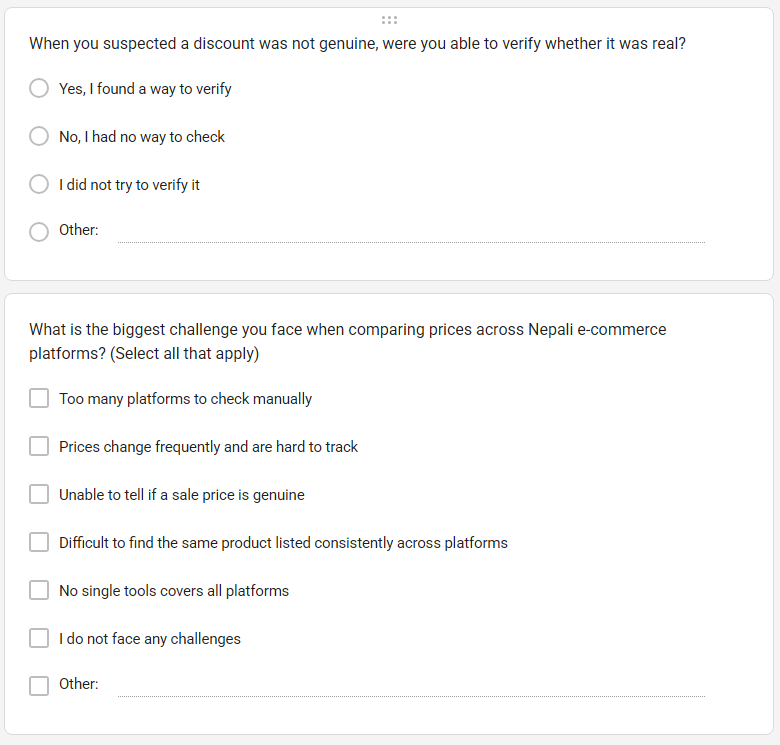 When you suspected a discount was not genuine, were you able to verify whether it was real?
Yes, I found a way to verify
No, I had no way to check
I did not try to verify it
Other:
What is the biggest challenge you face when comparing prices across Nepali e-commerce
platforms? (Select all that apply)
Too many platforms to check manually
Prices change frequently and are hard to track
Unable to tell if a sale price is genuine
Difficult to find the same product listed consistently across platforms
No single tools covers all platforms
I do not face any challenges
Other: